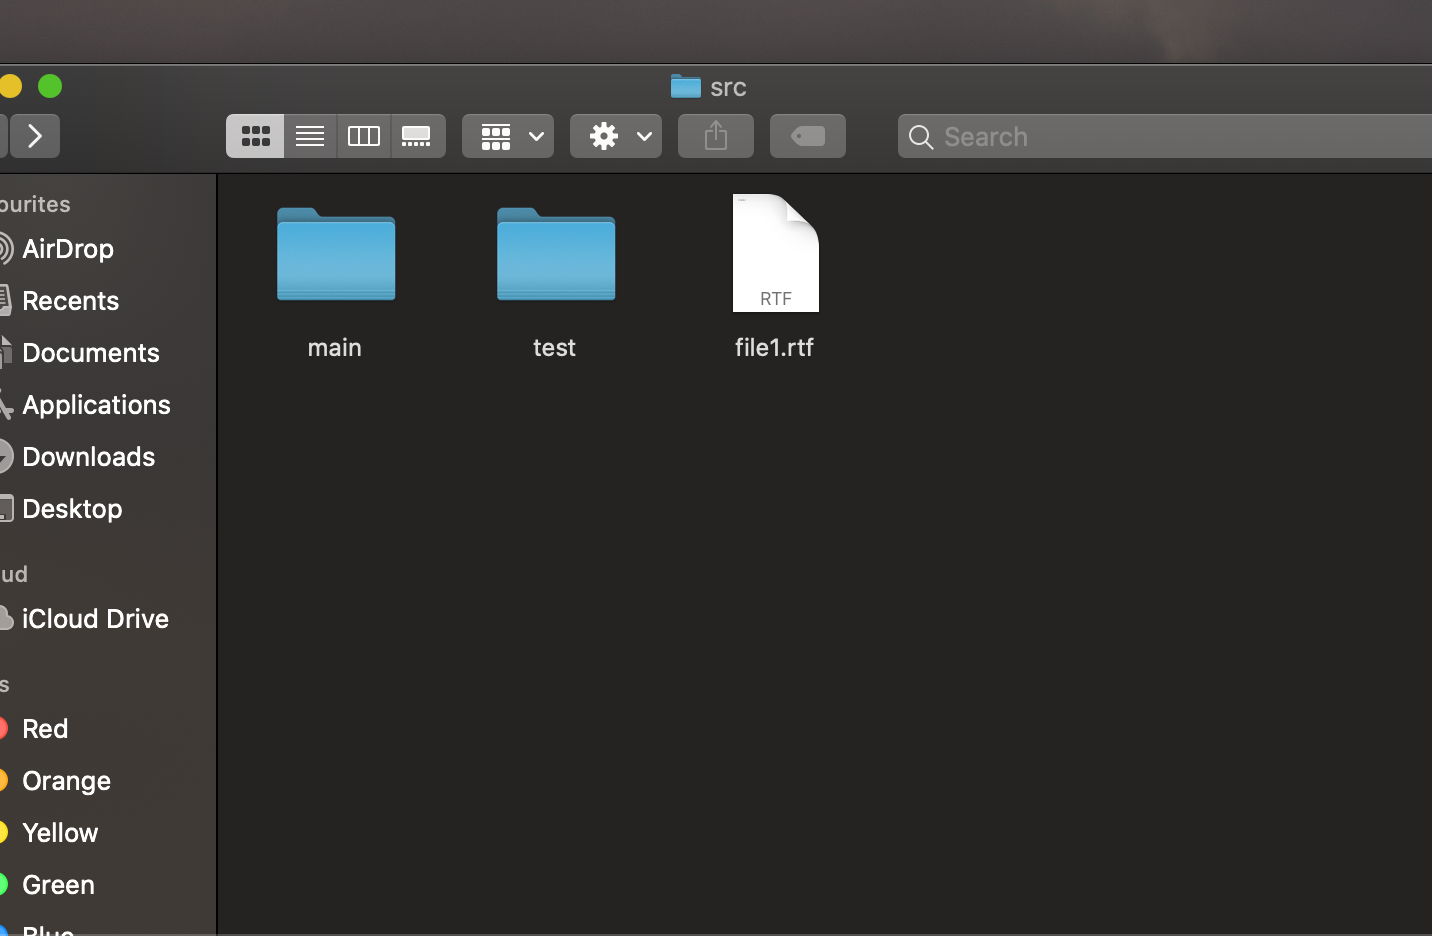 src
Search
ourites
AirDrop
Recents
Documents
Applications
Downloads
Desktop
ud
iCloud Drive
s
Red
Orange
Yellow
Green
Blue
RTF
main
test
file1.rtf